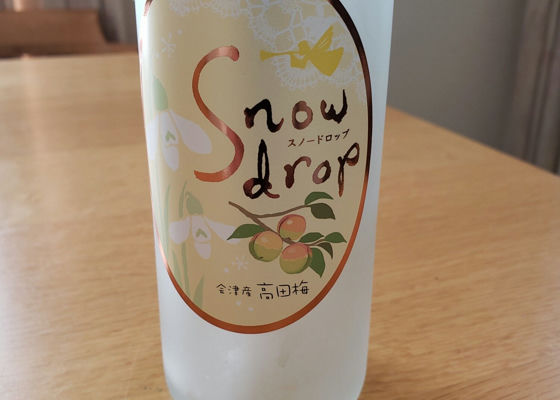 Snow
スノードロップ
drop
会津産 高田梅